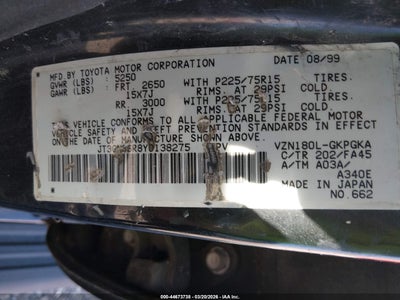 MFD.BY TOYOTA MOTOR CORPORATION DATE 08/99
GVWR (LBS) 5250
GAWR (LBS) FRT. 2650 WITH P225/75R15 TIRES.
15X7J RIMS. AT 29PSI COLD
RR. 3000 WITH TIRES.
15X7J RIMS. AT 29PSI COLD
THIS VEHICLE CONFORMS TO ALL APPLICABLE FEDERAL MOTOR
VEHICLE SAFETY AND THEFT PREVENTION STANDARDS IN EFFECT
ON THE DATE OF MANUFACTURE SHOWN ABOVE.
VZN180L-GKPGKA
C/TR 202/FA45
A/TM A03A/
A340E
MADE IN JAPAN
NO.662
000-44673738 - 03/20/2026 - IAA Inc.